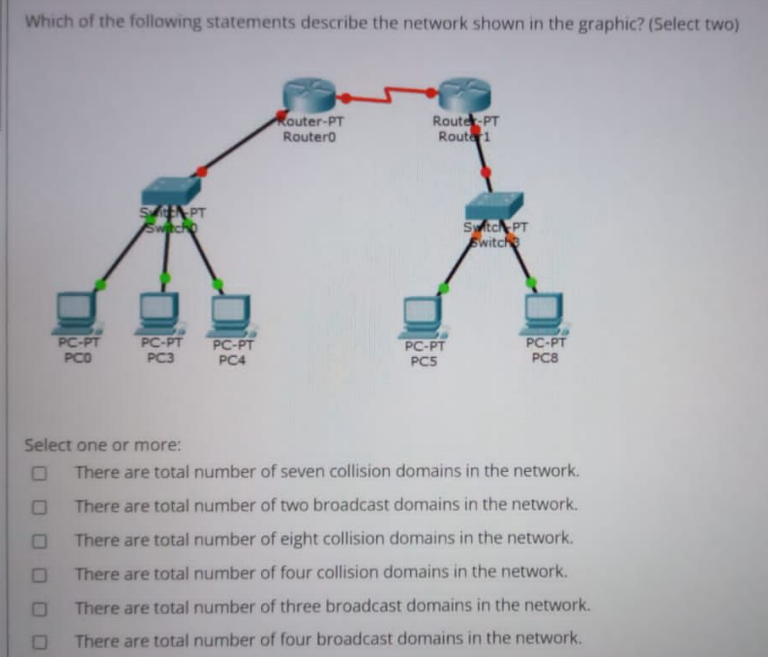 Which of the following statements describe the network shown in the graphic? (Select two)
Router-PT
Router0
Router-PT
Router1
Switch-PT
Switch0
Switch-PT
Switch3
PC-PT
PC0
PC-PT
PC3
PC-PT
PC4
PC-PT
PC5
PC-PT
PC8
Select one or more:
There are total number of seven collision domains in the network.
There are total number of two broadcast domains in the network.
There are total number of eight collision domains in the network.
There are total number of four collision domains in the network.
There are total number of three broadcast domains in the network.
There are total number of four broadcast domains in the network.